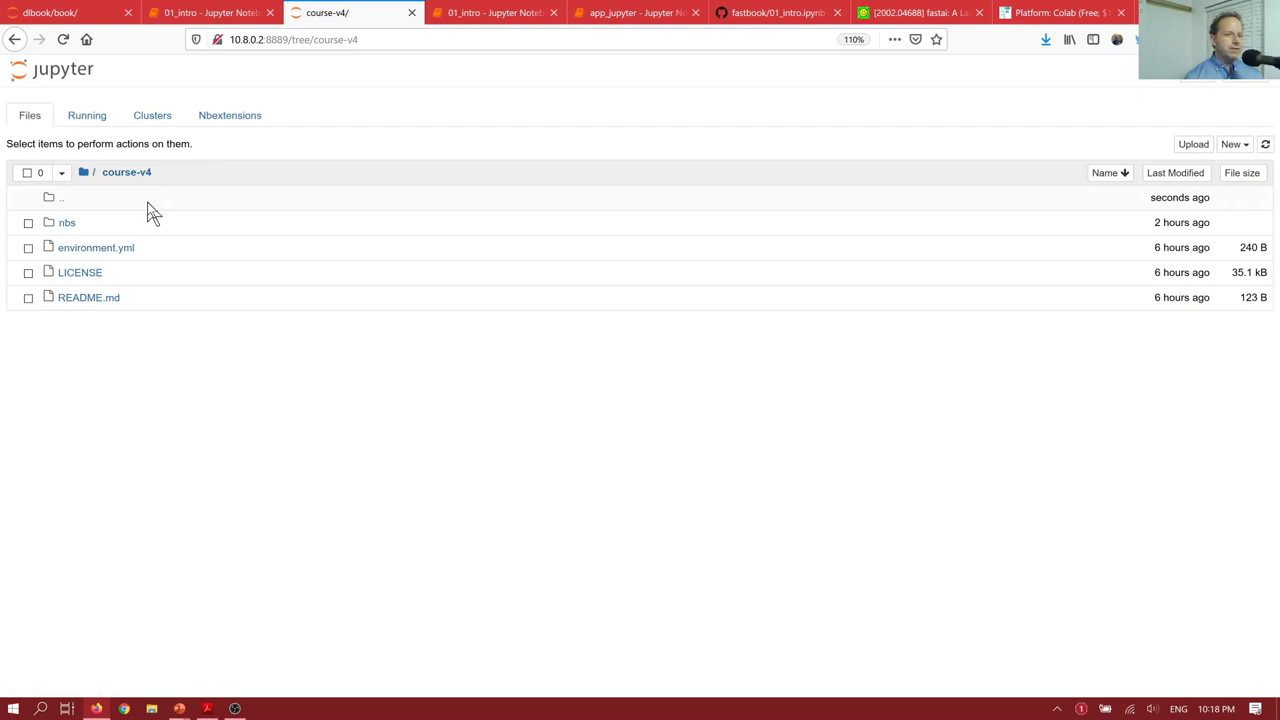 dlbook/book/
01_intro - Jupyter Noteb
course-v4/
01_intro - Jupyter Noteb
app_jupyter - Jupyter N
fastbook/01_intro.ipynb
[2002.04688] fastai: A La
Platform: Colab (Free; $1
10.8.0.2:8889/tree/course-v4
110%
jupyter
Files
Running
Clusters
Nbextensions
Select items to perform actions on them.
Upload
New
0
/ course-v4
Name
Last Modified
File size
..
seconds ago
nbs
2 hours ago
environment.yml
6 hours ago
240 B
LICENSE
6 hours ago
35.1 kB
README.md
6 hours ago
123 B
ENG
10:18 PM